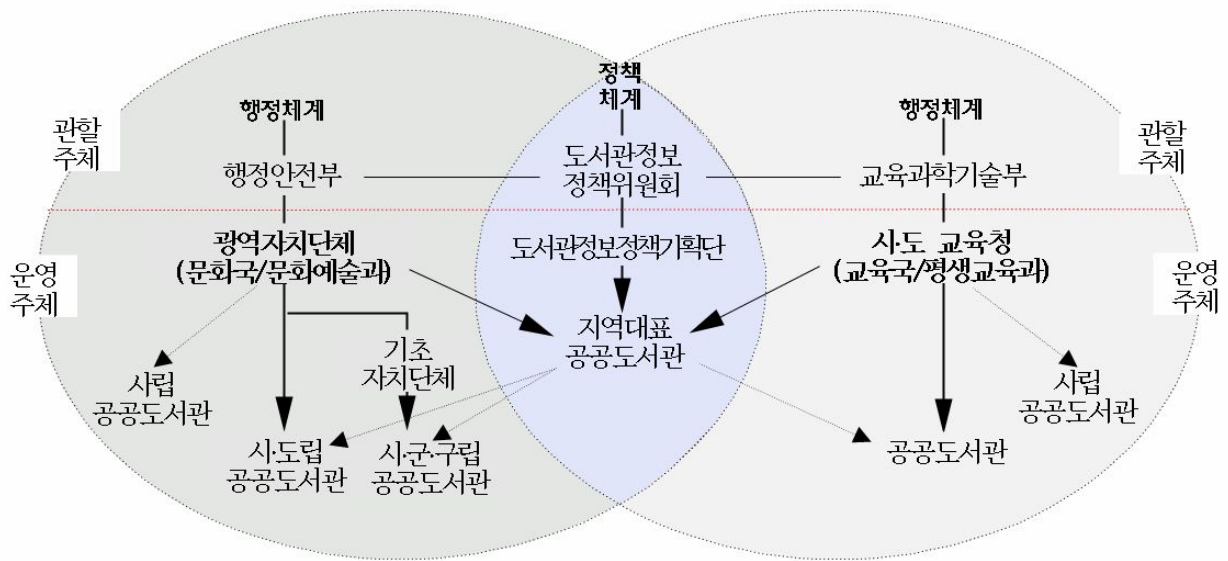 정책
체계
행정체계
행정체계
관할
주체
관할
주체
도서관정보
정책위원회
행정안전부
교육과학기술부
광역자치단체
(문화국/문화예술과)
도서관정보정책기획단
시·도 교육청
(교육국/평생교육과)
운영
주체
운영
주체
지역대표
공공도서관
기초
자치단체
사립
공공도서관
사립
공공도서관
시·도립
공공도서관
시·군·구립
공공도서관
공공도서관